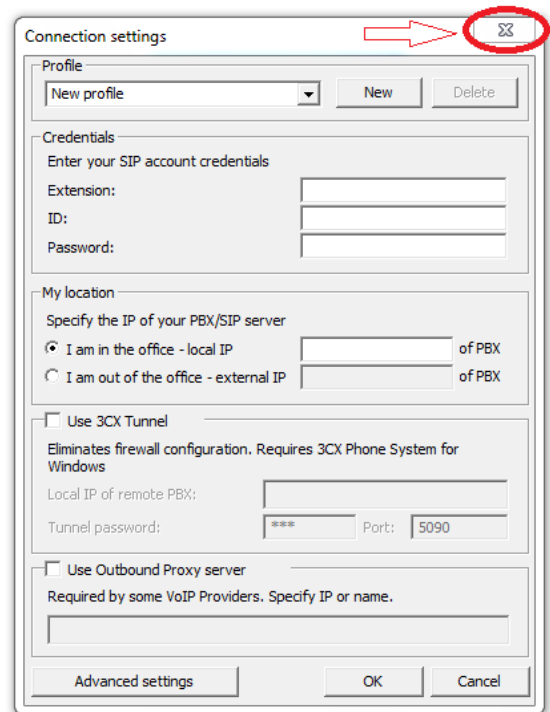 Connection settings
Profile
New profile
New
Delete
Credentials
Enter your SIP account credentials
Extension:
ID:
Password:
My location
Specify the IP of your PBX/SIP server
I am in the office - local IP
of PBX
I am out of the office - external IP
of PBX
Use 3CX Tunnel
Eliminates firewall configuration. Requires 3CX Phone System for
Windows
Local IP of remote PBX:
Tunnel password:
***
Port:
5090
Use Outbound Proxy server
Required by some VoIP Providers. Specify IP or name.
Advanced settings
OK
Cancel